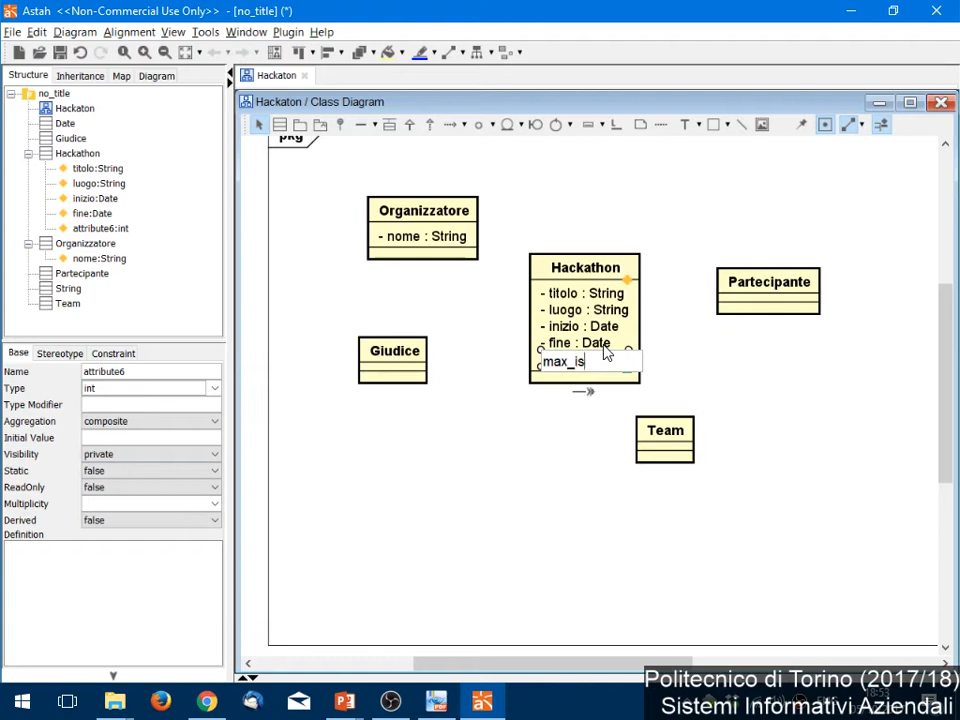 Astah <<Non-Commercial Use Only>> - [no_title] (*)
File Edit Diagram Alignment View Tools Window Plugin Help
Structure Inheritance Map Diagram
no_title
Hackaton
Date
Giudice
Hackathon
titolo:String
luogo:String
inizio:Date
fine:Date
attribute6:int
Organizzatore
nome:String
Partecipante
String
Team
Base Stereotype Constraint
Name attribute6
Type int
Type Modifier
Aggregation composite
Initial Value
Visibility private
Static false
ReadOnly false
Multiplicity
Derived false
Definition
Hackaton
Hackaton / Class Diagram
pkg
Organizzatore
- nome : String
Hackathon
- titolo : String
- luogo : String
- inizio : Date
- fine : Date
max_is
Partecipante
Giudice
Team
Politecnico di Torino (2017/18)
Sistemi Informativi Aziendali
18:53